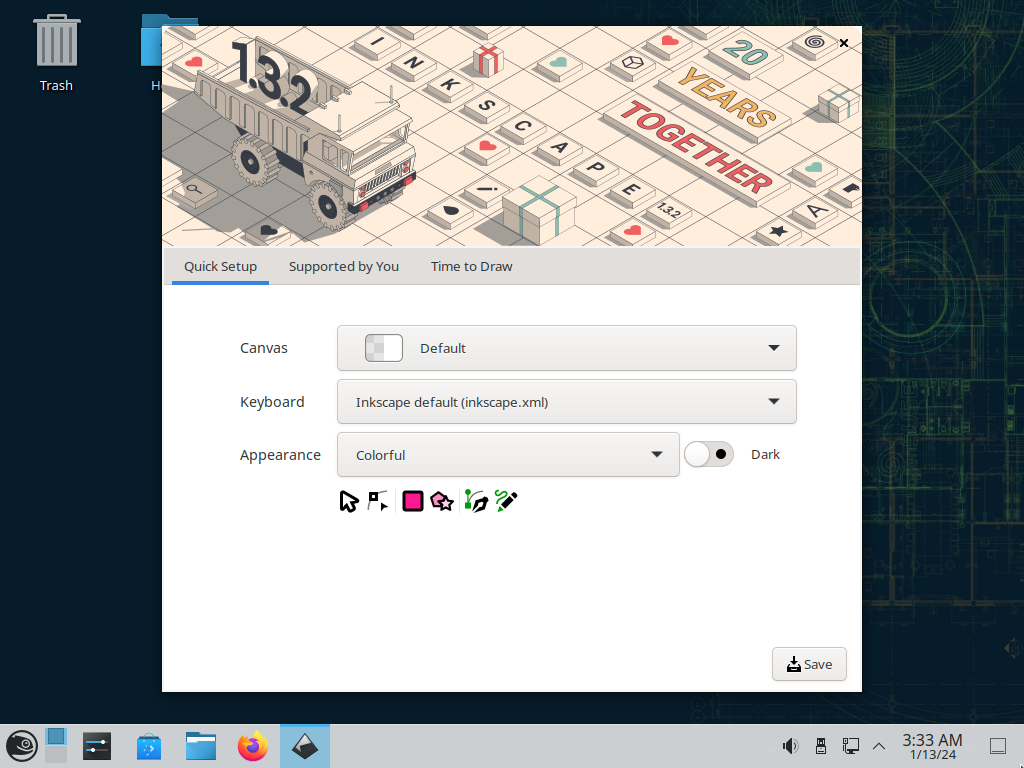 Trash
1.3.2
INKSCAPE
20
YEARS
TOGETHER
!
1.3.2
A
Quick Setup
Supported by You
Time to Draw
Canvas
Default
Keyboard
Inkscape default (inkscape.xml)
Appearance
Colorful
Dark
Save
3:33 AM
1/13/24